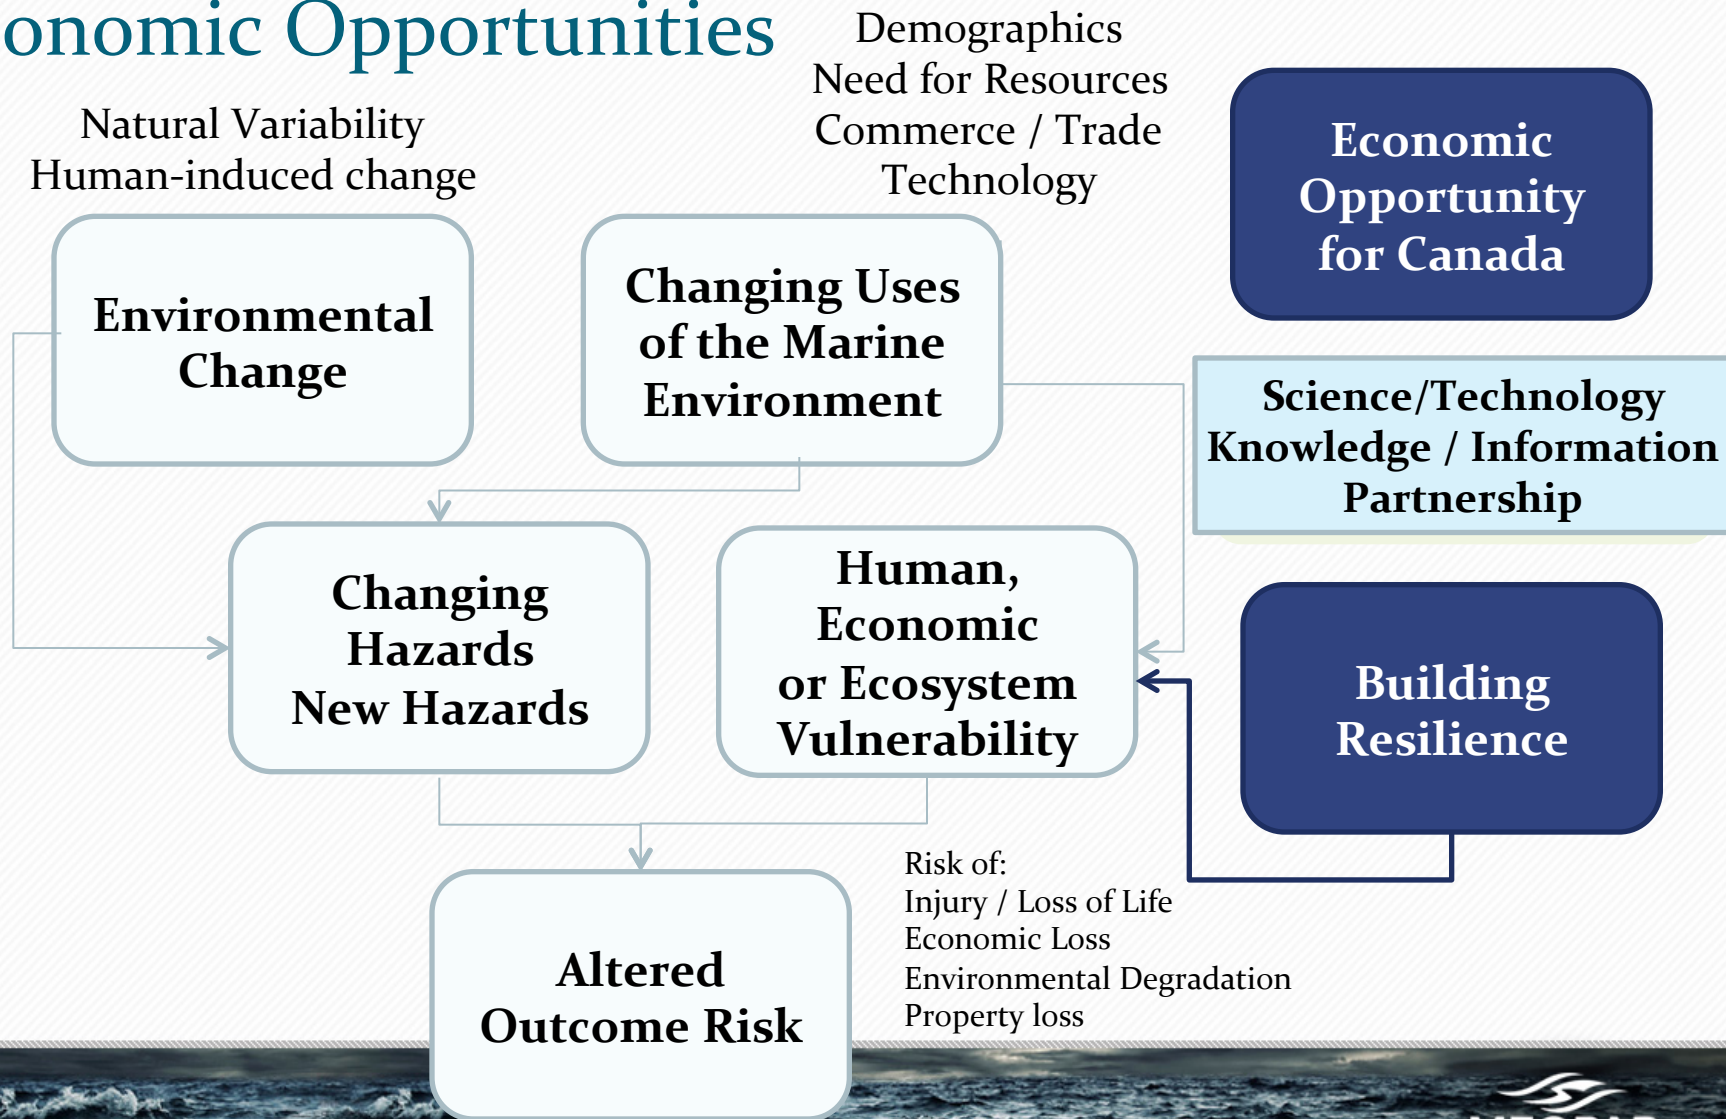 onomic Opportunities
Demographics
Need for Resources
Commerce / Trade
Technology
Natural Variability
Human-induced change
Economic
Opportunity
for Canada
Environmental
Change
Changing Uses
of the Marine
Environment
Science/Technology
Knowledge / Information
Partnership
Changing
Hazards
New Hazards
Human,
Economic
or Ecosystem
Vulnerability
Building
Resilience
Risk of:
Injury / Loss of Life
Economic Loss
Environmental Degradation
Property loss
Altered
Outcome Risk